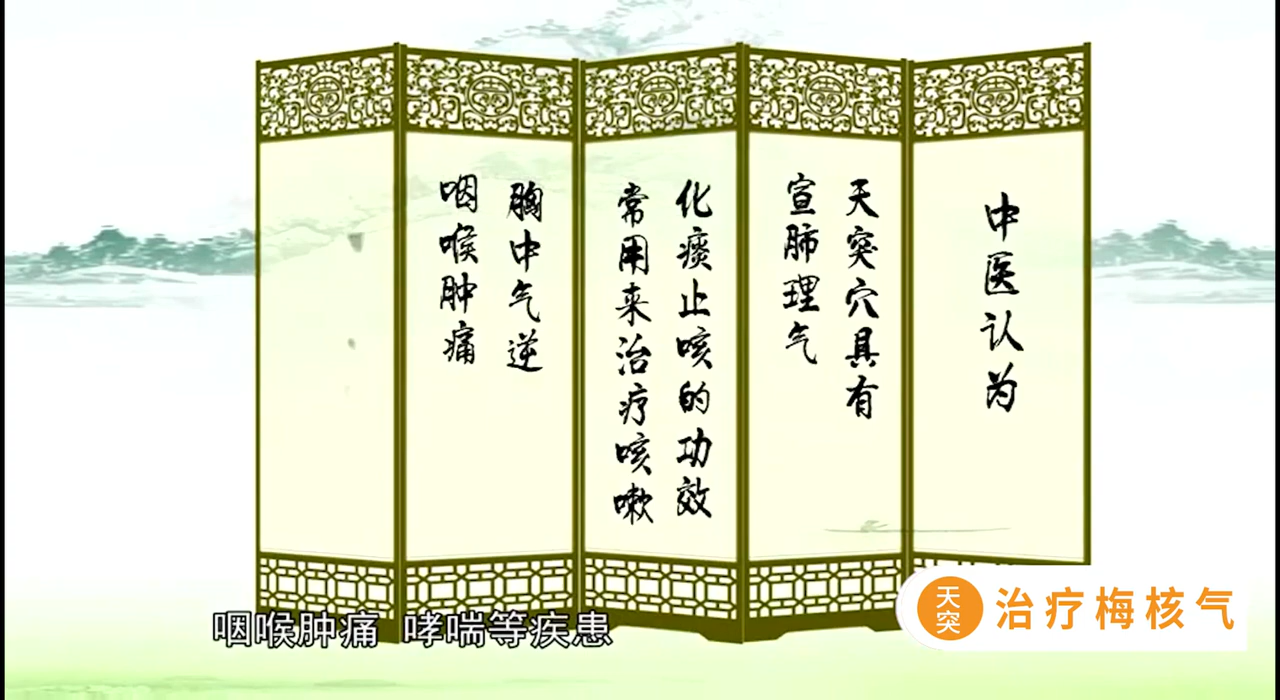 中医认为
天突穴具有
宣肺理气
化痰止咳的功效
常用来治疗咳嗽
胸中气逆
咽喉肿痛
咽喉肿痛 哮喘等疾患
天突
治疗梅核气